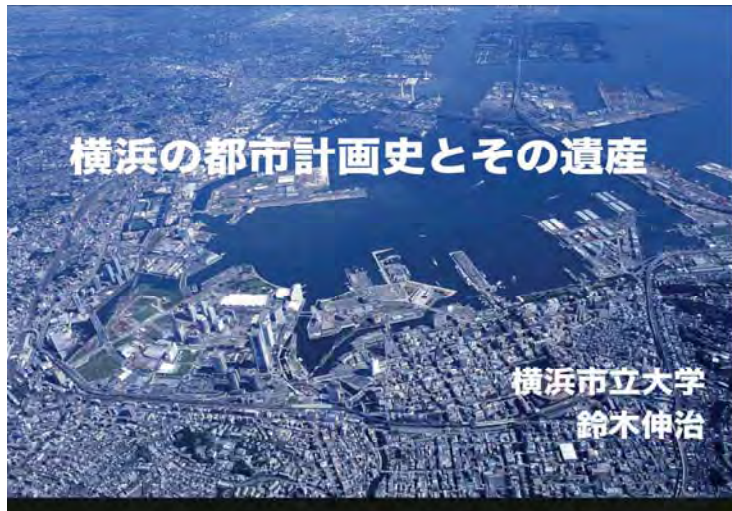 横浜の都市計画史とその遺産
横浜市立大学
鈴木伸治